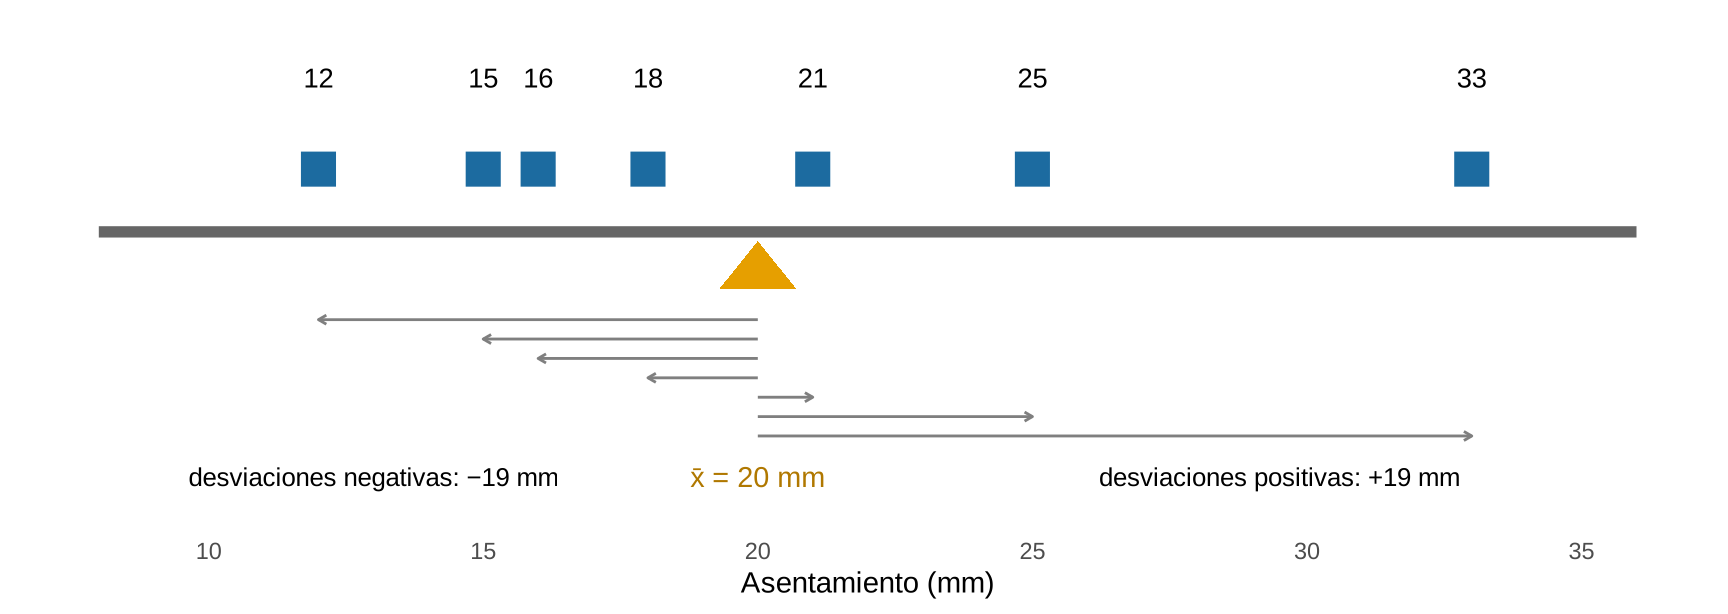 12 15 16 18 21 25 33
desviaciones negativas: −19 mm x̄ = 20 mm desviaciones positivas: +19 mm
10 15 20 25 30 35
Asentamiento (mm)